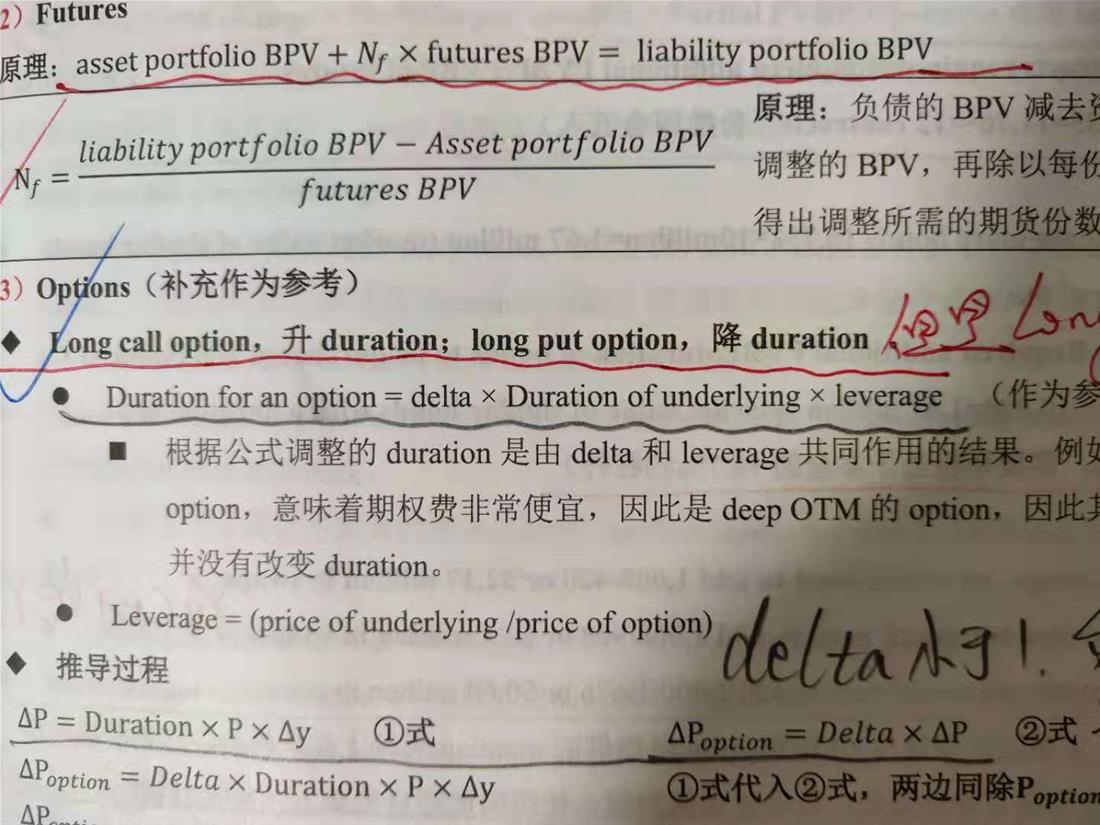 2) Futures
原理：asset portfolio BPV + N_f × futures BPV = liability portfolio BPV
N_f = (liability portfolio BPV − Asset portfolio BPV) / futures BPV
原理：负债的 BPV 减去资
调整的 BPV，再除以每份
得出调整所需的期货份数
3) Options（补充作为参考）
◆ Long call option，升 duration；long put option，降 duration
● Duration for an option = delta × Duration of underlying × leverage （作为参
■ 根据公式调整的 duration 是由 delta 和 leverage 共同作用的结果。例如
option，意味着期权费非常便宜，因此是 deep OTM 的 option，因此其
并没有改变 duration。
● Leverage = (price of underlying /price of option)
delta 小于1.
◆ 推导过程
ΔP = Duration × P × Δy ①式 ΔP_option = Delta × ΔP ②式
ΔP_option = Delta × Duration × P × Δy ①式代入②式，两边同除P_option